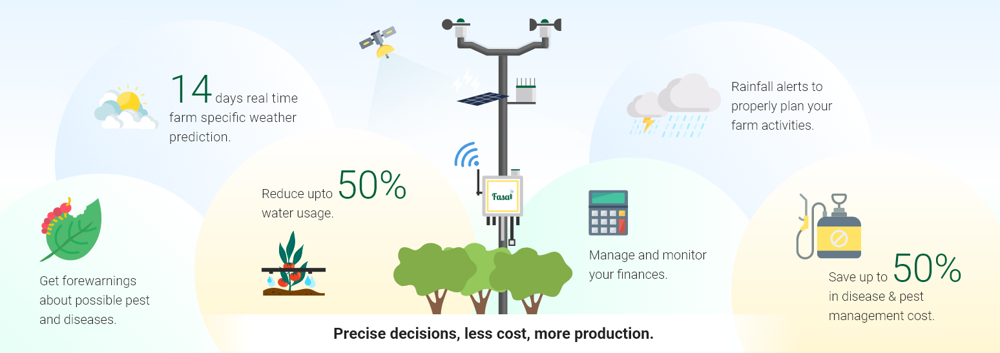 14 days real time
farm specific weather
prediction.
Rainfall alerts to
properly plan your
farm activities.
Reduce upto 50%
water usage.
Fasal
Get forewarnings
about possible pest
and diseases.
Manage and monitor
your finances.
Save up to 50%
in disease & pest
management cost.
Precise decisions, less cost, more production.